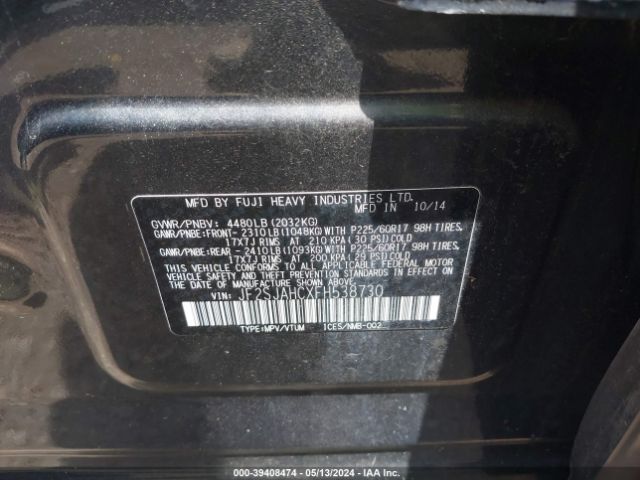 MFD BY FUJI HEAVY INDUSTRIES LTD.
MFD IN 10/14
GVWR/PNBV: 4480LB (2032KG)
GAWR/PNBE:FRONT- 2310LB (1048KG) WITH P225/60R17 98H TIRES,
17X7J RIMS AT 210 KPA (30 PSI) COLD
GAWR/PNBE:REAR -2410LB(1093KG) WITH P225/60R17 98H TIRES,
17X7J RIMS AT 200 KPA (29 PSI) COLD
THIS VEHICLE CONFORMS TO ALL APPLICABLE FEDERAL MOTOR
VEHICLE SAFETY AND THEFT PREVENTION STANDARDS IN EFFECT ON
THE DATE OF MANUFACTURE SHOWN ABOVE.
VIN: JF2SJAHCXFH538730
TYPE:MPV/VTUM ICES/NMB-002
000-39408474 - 05/13/2024 - IAA Inc.